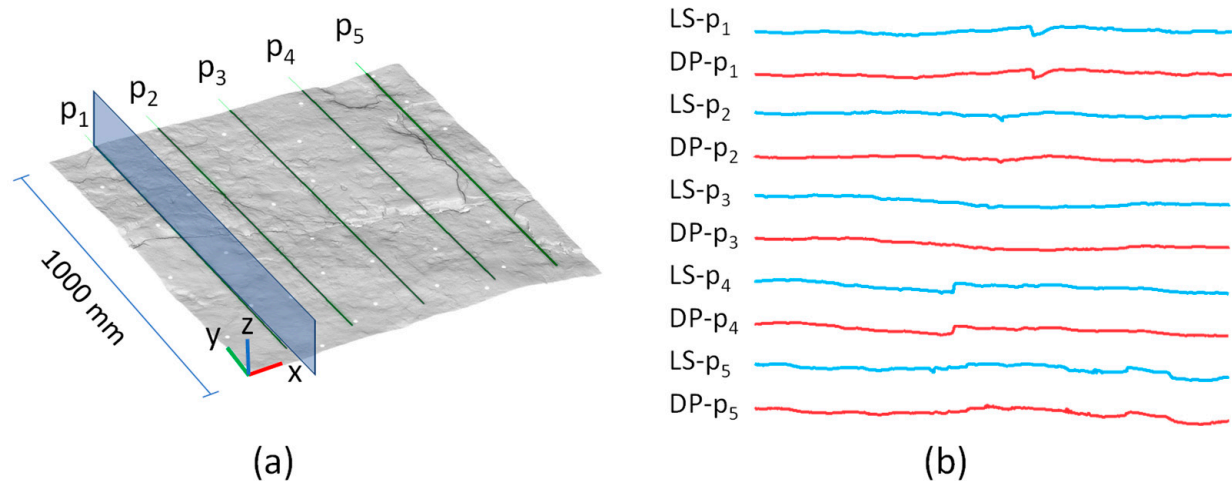 p₁
p₂
p₃
p₄
p₅
1000 mm
y
z
x
(a)
LS-p₁
DP-p₁
LS-p₂
DP-p₂
LS-p₃
DP-p₃
LS-p₄
DP-p₄
LS-p₅
DP-p₅
(b)